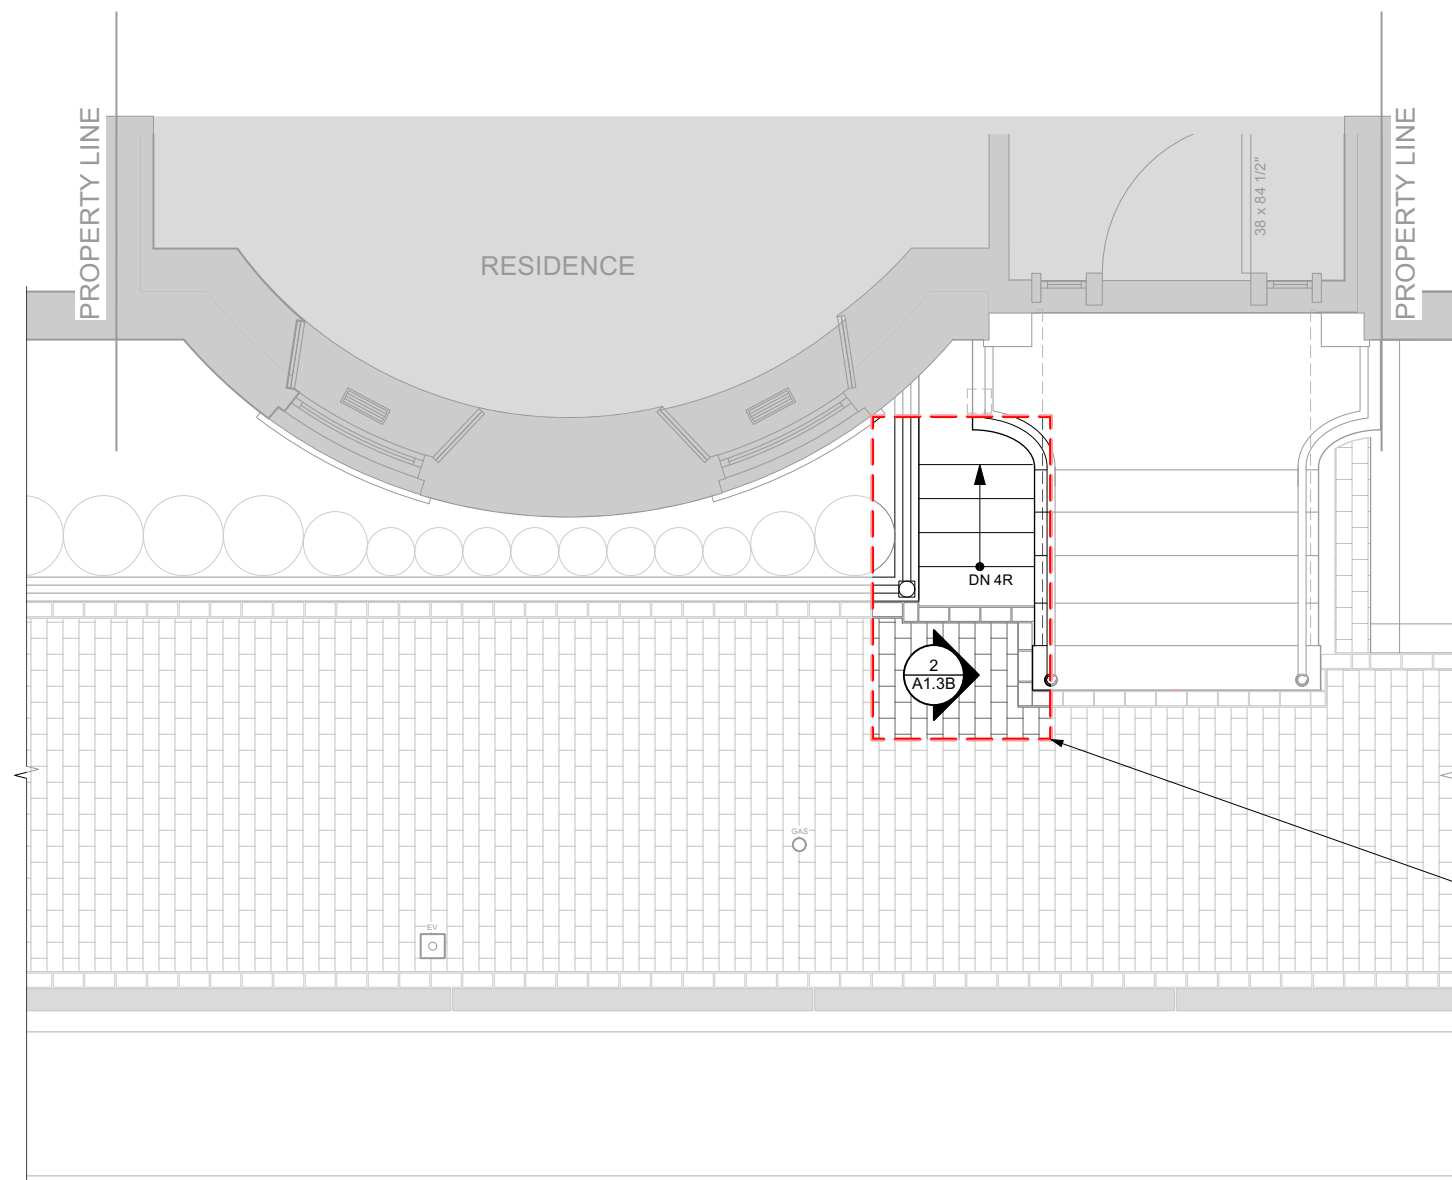 PROPERTY LINE
PROPERTY LINE
38 x 84 1/2"
RESIDENCE
DN 4R
2
A1.3B
GAS
EV